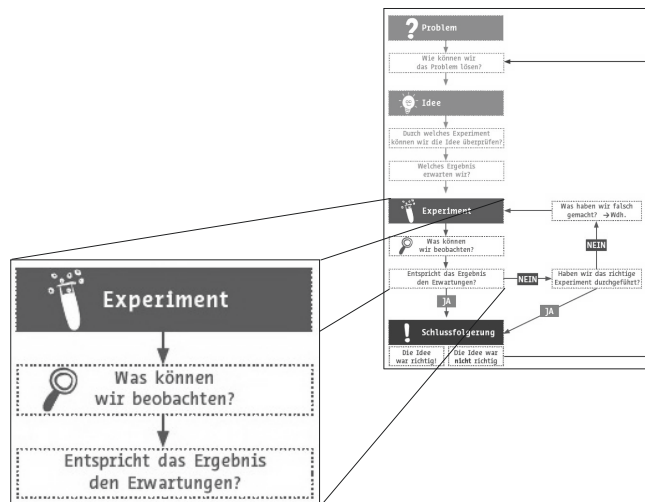 Problem
Wie können wir
das Problem lösen?
Idee
Durch welches Experiment
können wir die Idee überprüfen?
Welches Ergebnis
erwarten wir?
Experiment
Was haben wir falsch
gemacht? →Wdh.
Was können
wir beobachten?
NEIN
Entspricht das Ergebnis
den Erwartungen?
NEIN
Haben wir das richtige
Experiment durchgeführt?
JA
JA
Schlussfolgerung
Die Idee
war richtig!
Die Idee war
nicht richtig
Experiment
Was können
wir beobachten?
Entspricht das Ergebnis
den Erwartungen?